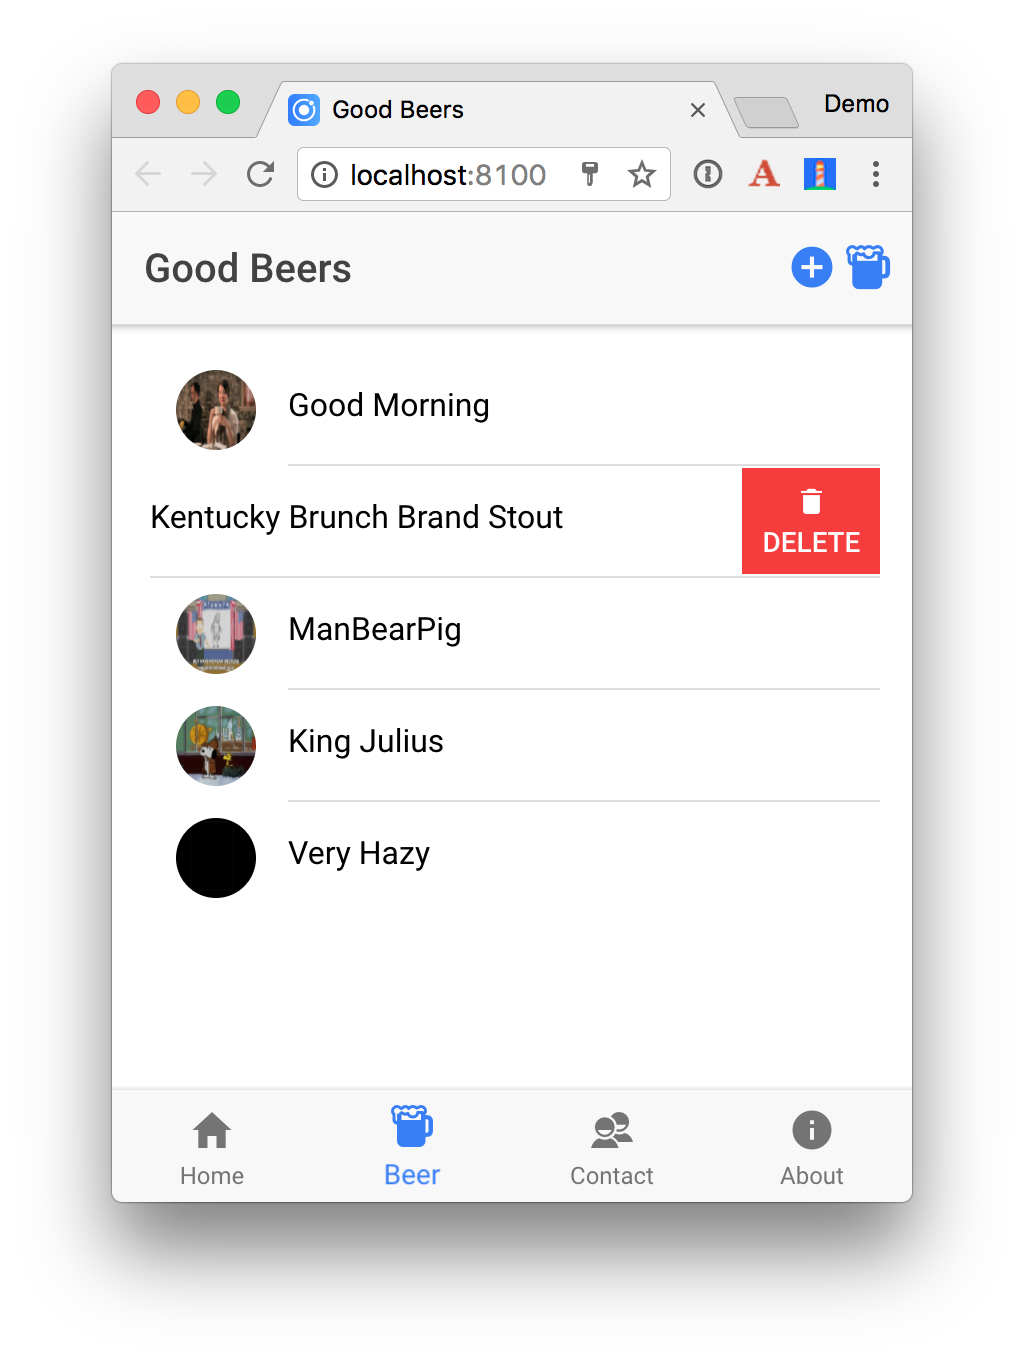 Good Beers
Demo
localhost:8100
Good Beers
Good Morning
Kentucky Brunch Brand Stout
DELETE
ManBearPig
King Julius
Very Hazy
Home
Beer
Contact
About